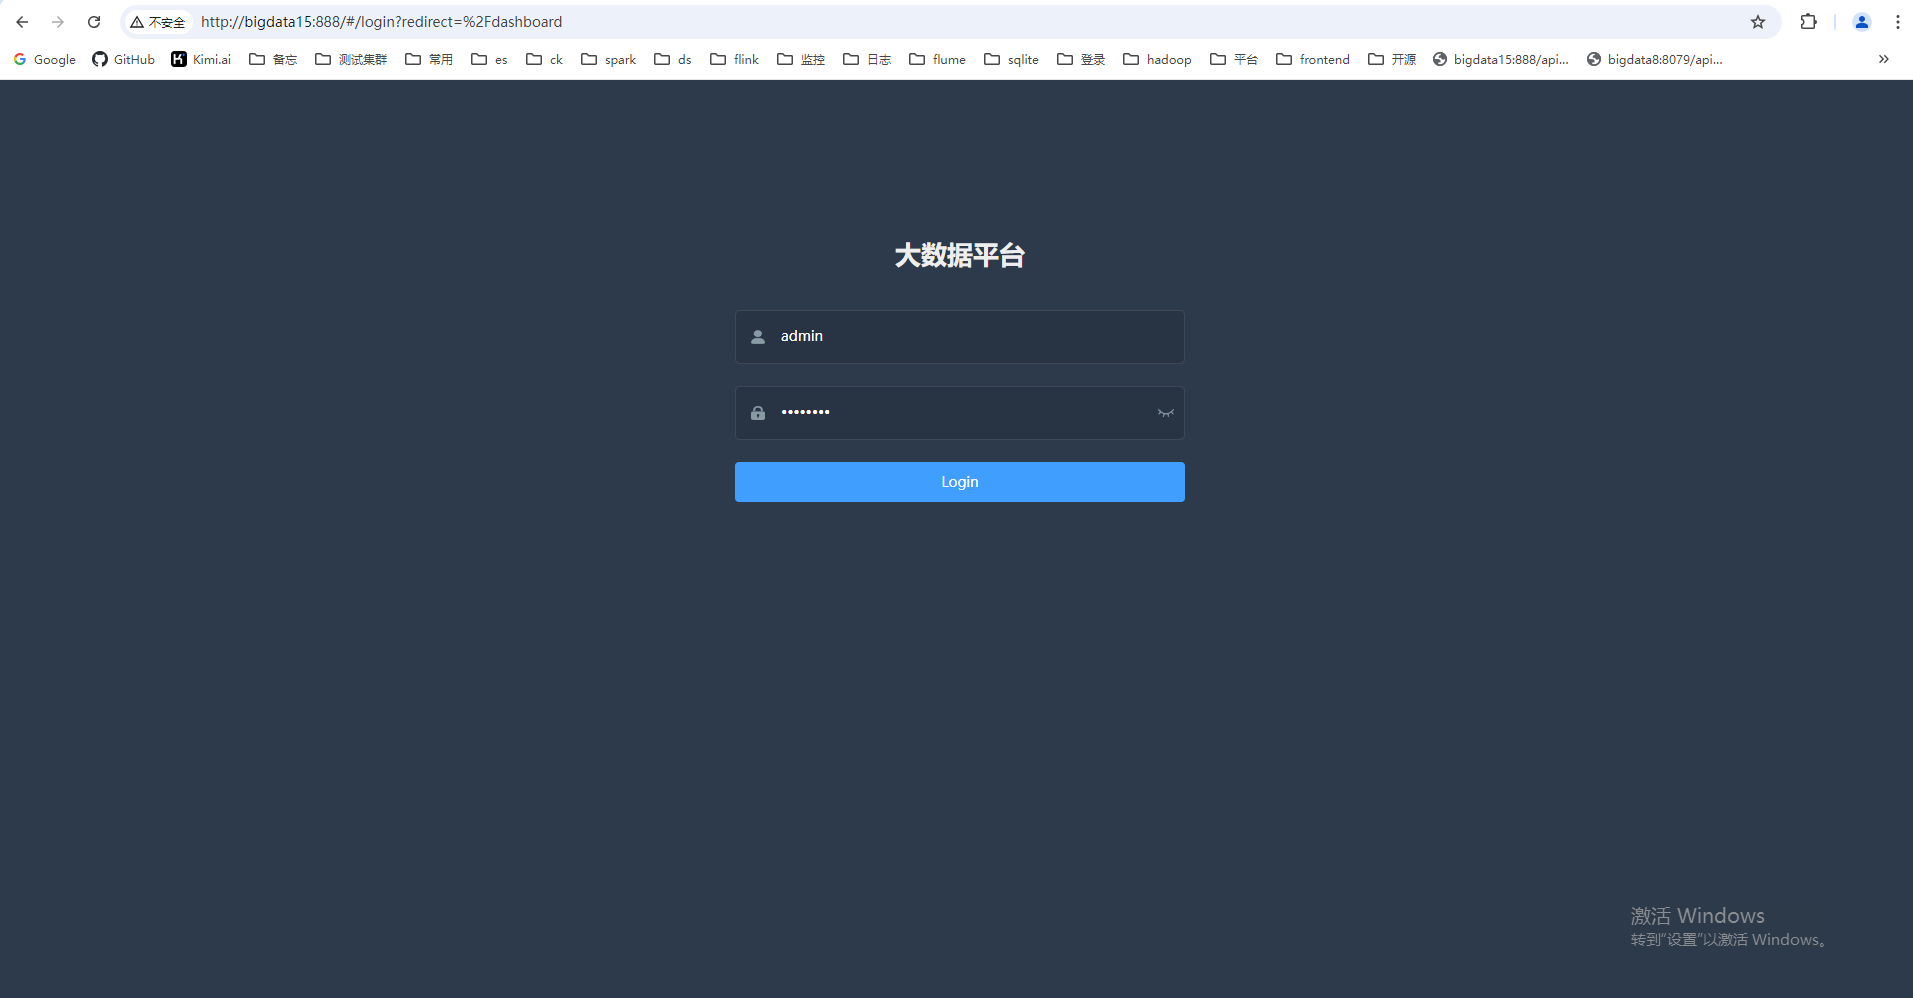 不安全 http://bigdata15:888/#/login?redirect=%2Fdashboard
Google GitHub Kimi.ai 备忘 测试集群 常用 es ck spark ds flink 监控 日志 flume sqlite 登录 hadoop 平台 frontend 开源 bigdata15:888/api... bigdata8:8079/api...
大数据平台
admin
••••••••
Login
激活 Windows
转到"设置"以激活 Windows。